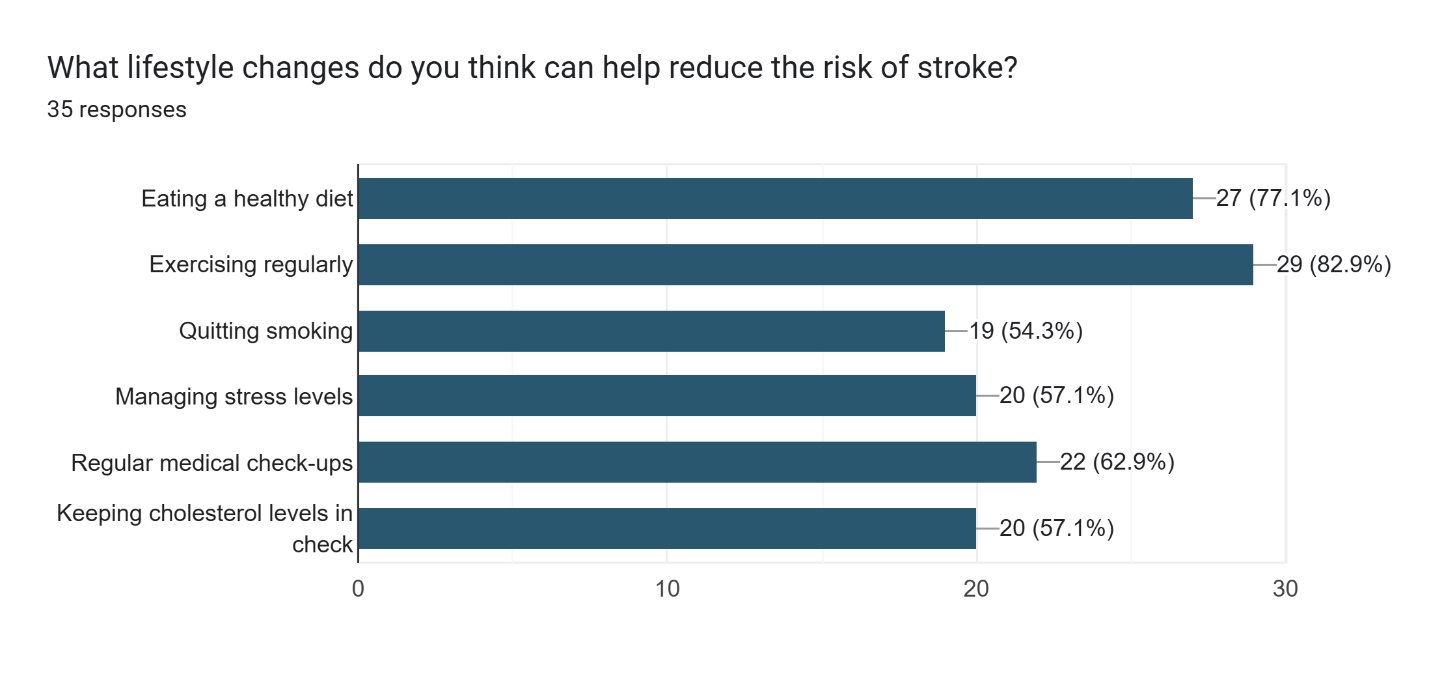 What lifestyle changes do you think can help reduce the risk of stroke?
35 responses
Eating a healthy diet
27 (77.1%)
Exercising regularly
29 (82.9%)
Quitting smoking
19 (54.3%)
Managing stress levels
20 (57.1%)
Regular medical check-ups
22 (62.9%)
Keeping cholesterol levels in
check
20 (57.1%)
0 10 20 30